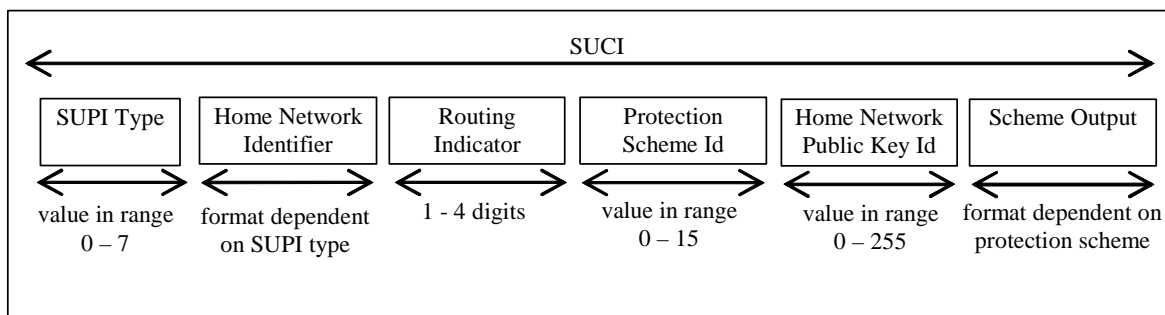 SUCI
SUPI Type
Home Network
Identifier
Routing
Indicator
Protection
Scheme Id
Home Network
Public Key Id
Scheme Output
value in range
0 – 7
format dependent
on SUPI type
1 - 4 digits
value in range
0 – 15
value in range
0 – 255
format dependent on
protection scheme